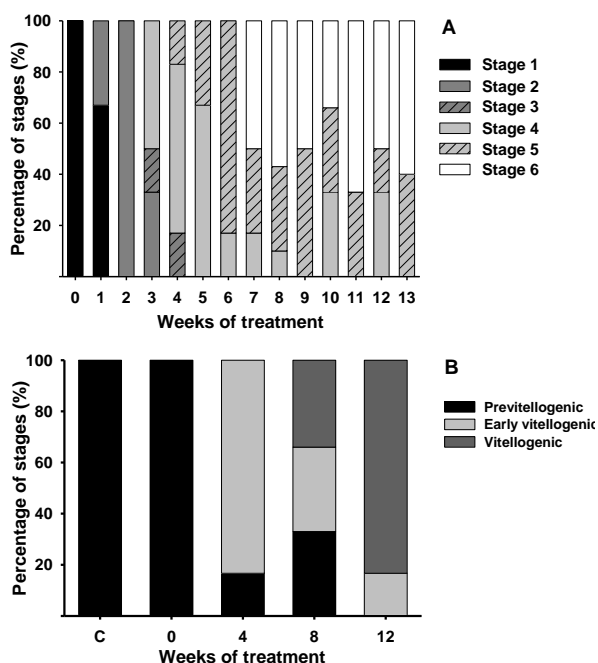 A
Percentage of stages (%)
100
80
60
40
20
0 1 2 3 4 5 6 7 8 9 10 11 12 13
Weeks of treatment
Stage 1
Stage 2
Stage 3
Stage 4
Stage 5
Stage 6
B
Percentage of stages (%)
100
80
60
40
20
C 0 4 8 12
Weeks of treatment
Previtellogenic
Early vitellogenic
Vitellogenic